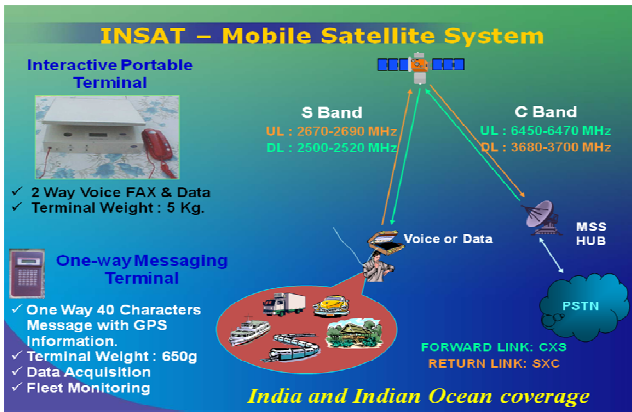 INSAT – Mobile Satellite System
Interactive Portable
Terminal
✓ 2 Way Voice FAX & Data
✓ Terminal Weight : 5 Kg.
One-way Messaging
Terminal
✓ One Way 40 Characters
Message with GPS
Information.
✓ Terminal Weight : 650g
✓ Data Acquisition
✓ Fleet Monitoring
S Band
UL : 2670-2690 MHz
DL : 2500-2520 MHz
C Band
UL : 6450-6470 MHz
DL : 3680-3700 MHz
Voice or Data
MSS
HUB
PSTN
FORWARD LINK: CXS
RETURN LINK: SXC
India and Indian Ocean coverage